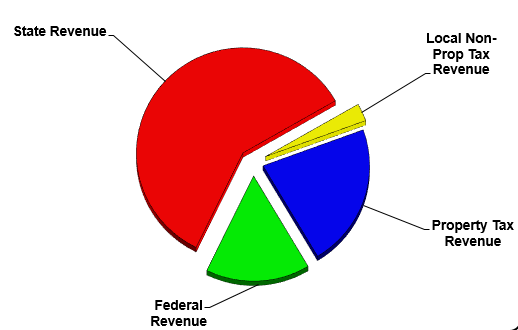 State Revenue
Local Non-
Prop Tax
Revenue
Property Tax
Revenue
Federal
Revenue